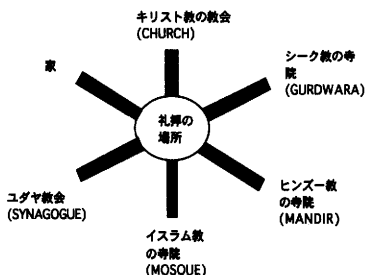 キリスト教の教会
(CHURCH)
家
シーク教の寺
院
(GURDWARA)
礼拝の
場所
ユダヤ教会
(SYNAGOGUE)
ヒンズー教
の寺院
(MANDIR)
イスラム教
の寺院
(MOSQUE)